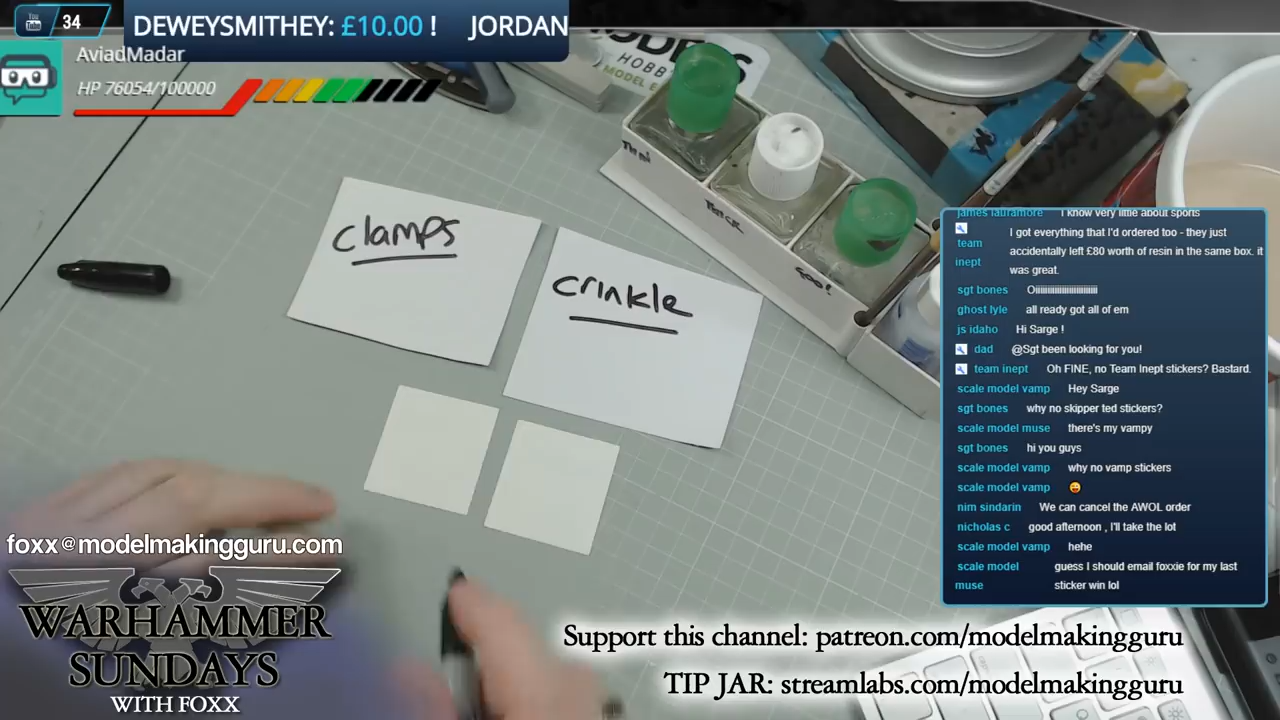 34
DEWEYSMITHEY: £10.00 ! JORDAN
AviadMadar
HP 76054/100000
MODEL
HOBB
clamps
crinkle
james lauramore I know very little about sports
team inept I got everything that I'd ordered too - they just
accidentally left £80 worth of resin in the same box. it
was great.
sgt bones Oiiiiiiiiiiiiiiiiiiiiiiiii
ghost lyle all ready got all of em
js idaho Hi Sarge !
dad @Sgt been looking for you!
team inept Oh FINE, no Team Inept stickers? Bastard.
scale model vamp Hey Sarge
sgt bones why no skipper ted stickers?
scale model muse there's my vampy
sgt bones hi you guys
scale model vamp why no vamp stickers
scale model vamp 😜
nim sindarin We can cancel the AWOL order
nicholas c good afternoon , I'll take the lot
scale model vamp hehe
scale model muse guess I should email foxxie for my last
sticker win lol
foxx@modelmakingguru.com
WARHAMMER
SUNDAYS
WITH FOXX
Support this channel: patreon.com/modelmakingguru
TIP JAR: streamlabs.com/modelmakingguru